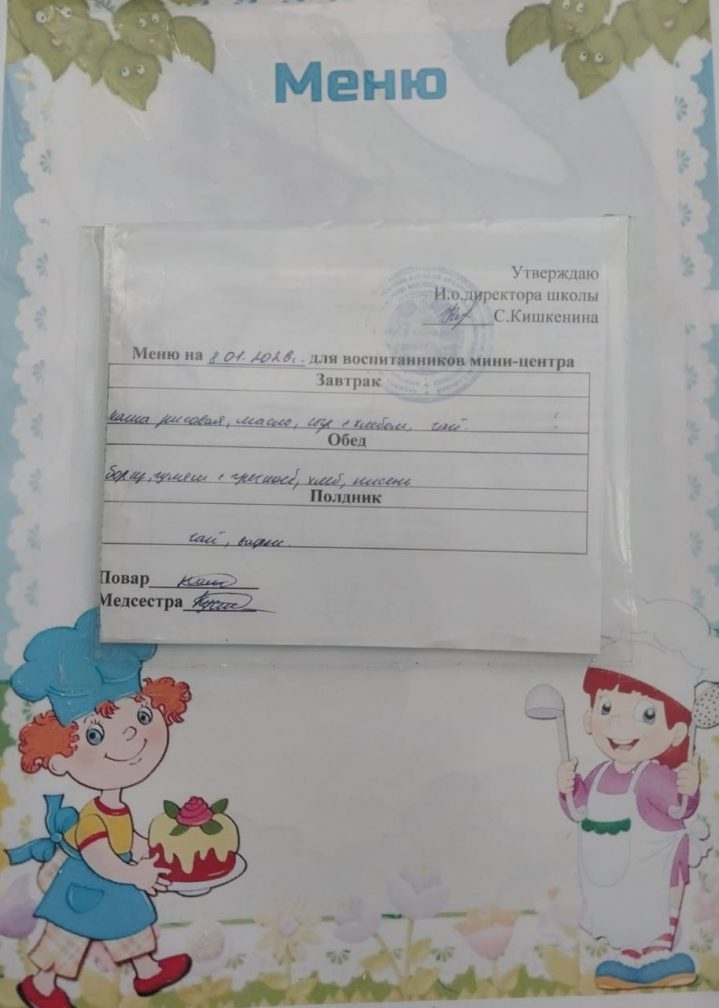 Меню
Утверждаю
И.о.директора школы
С.Кишкенина
Меню на 8 01. 2026г. для воспитанников мини-центра
Завтрак
каша рисовая, масло, сыр с хлебом, чай.
Обед
борщ, гуляш с гречкой, хлеб, кисель
Полдник
чай, вафли.
Повар
Медсестра